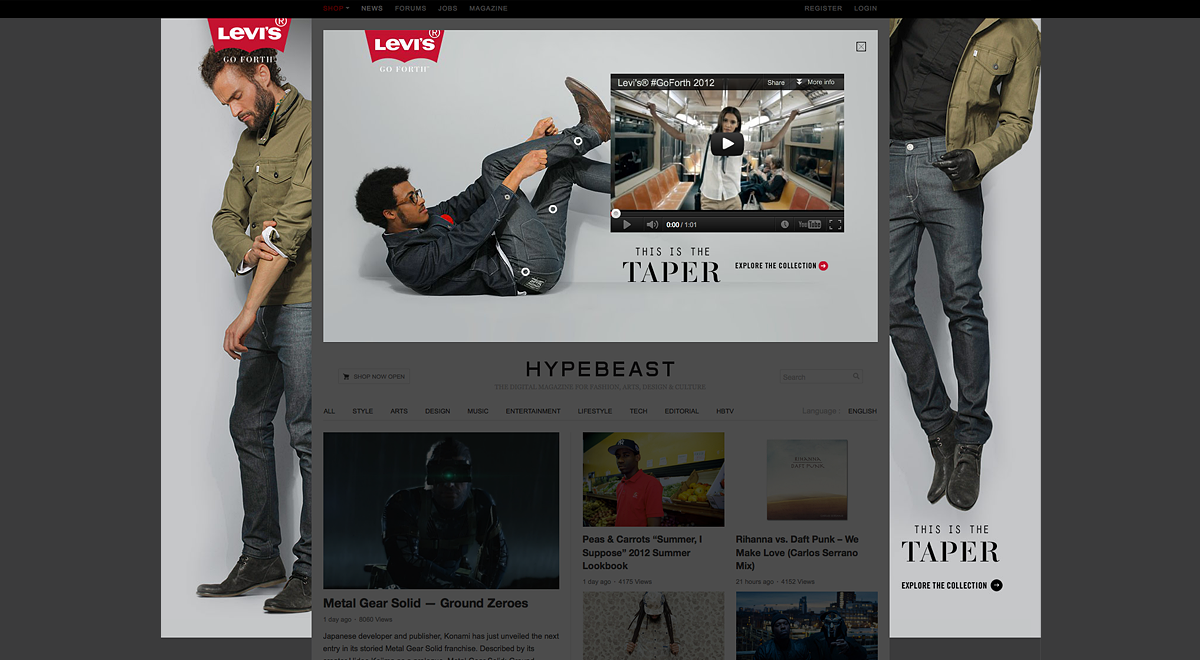 SHOP NEWS FORUMS JOBS MAGAZINE
REGISTER LOGIN
Levi's®
GO FORTH™
Levi's®
GO FORTH™
Levi's® #GoForth 2012
Share More info
0:00 / 1:01
YouTube
THIS IS THE
TAPER
EXPLORE THE COLLECTION
SHOP NOW OPEN
HYPEBEAST
THE DIGITAL MAGAZINE FOR FASHION, ARTS, DESIGN & CULTURE
Search
ALL STYLE ARTS DESIGN MUSIC ENTERTAINMENT LIFESTYLE TECH EDITORIAL HBTV
Language ENGLISH
Metal Gear Solid — Ground Zeroes
1 day ago · 8080 Views
Japanese developer and publisher, Konami has just unveiled the next
entry in its storied Metal Gear Solid franchise. Described by its
Peas & Carrots “Summer, I
Suppose” 2012 Summer
Lookbook
1 day ago · 4175 Views
RIHANNA
DAFT PUNK
Rihanna vs. Daft Punk – We
Make Love (Carlos Serrano
Mix)
21 hours ago · 4152 Views
THIS IS THE
TAPER
EXPLORE THE COLLECTION